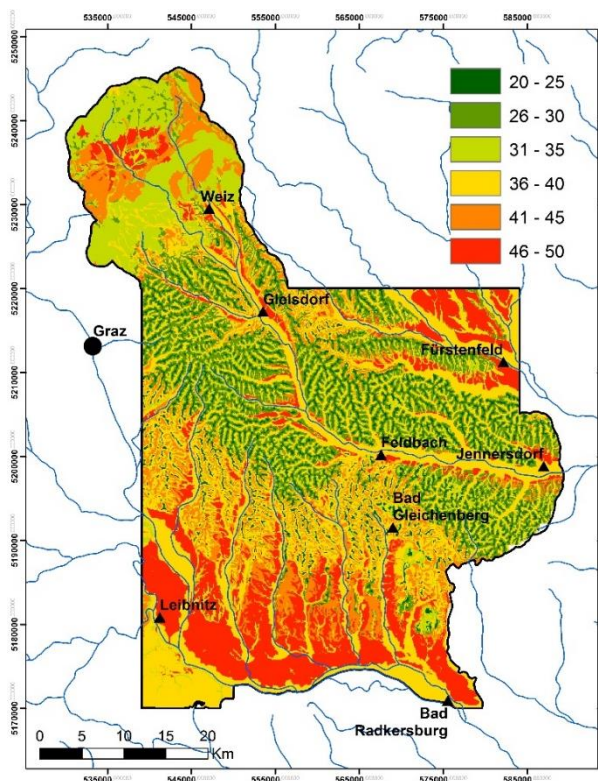 535000 545000 555000 565000 575000 585000
5250000
5240000
5230000
5220000
5210000
5200000
5190000
5180000
5170000
20 - 25
26 - 30
31 - 35
36 - 40
41 - 45
46 - 50
Weiz
Gleisdorf
Graz
Fürstenfeld
Feldbach
Jennersdorf
Bad
Gleichenberg
Leibnitz
Bad
Radkersburg
0 5 10 15 20
Km
535000 545000 555000 565000 575000 585000